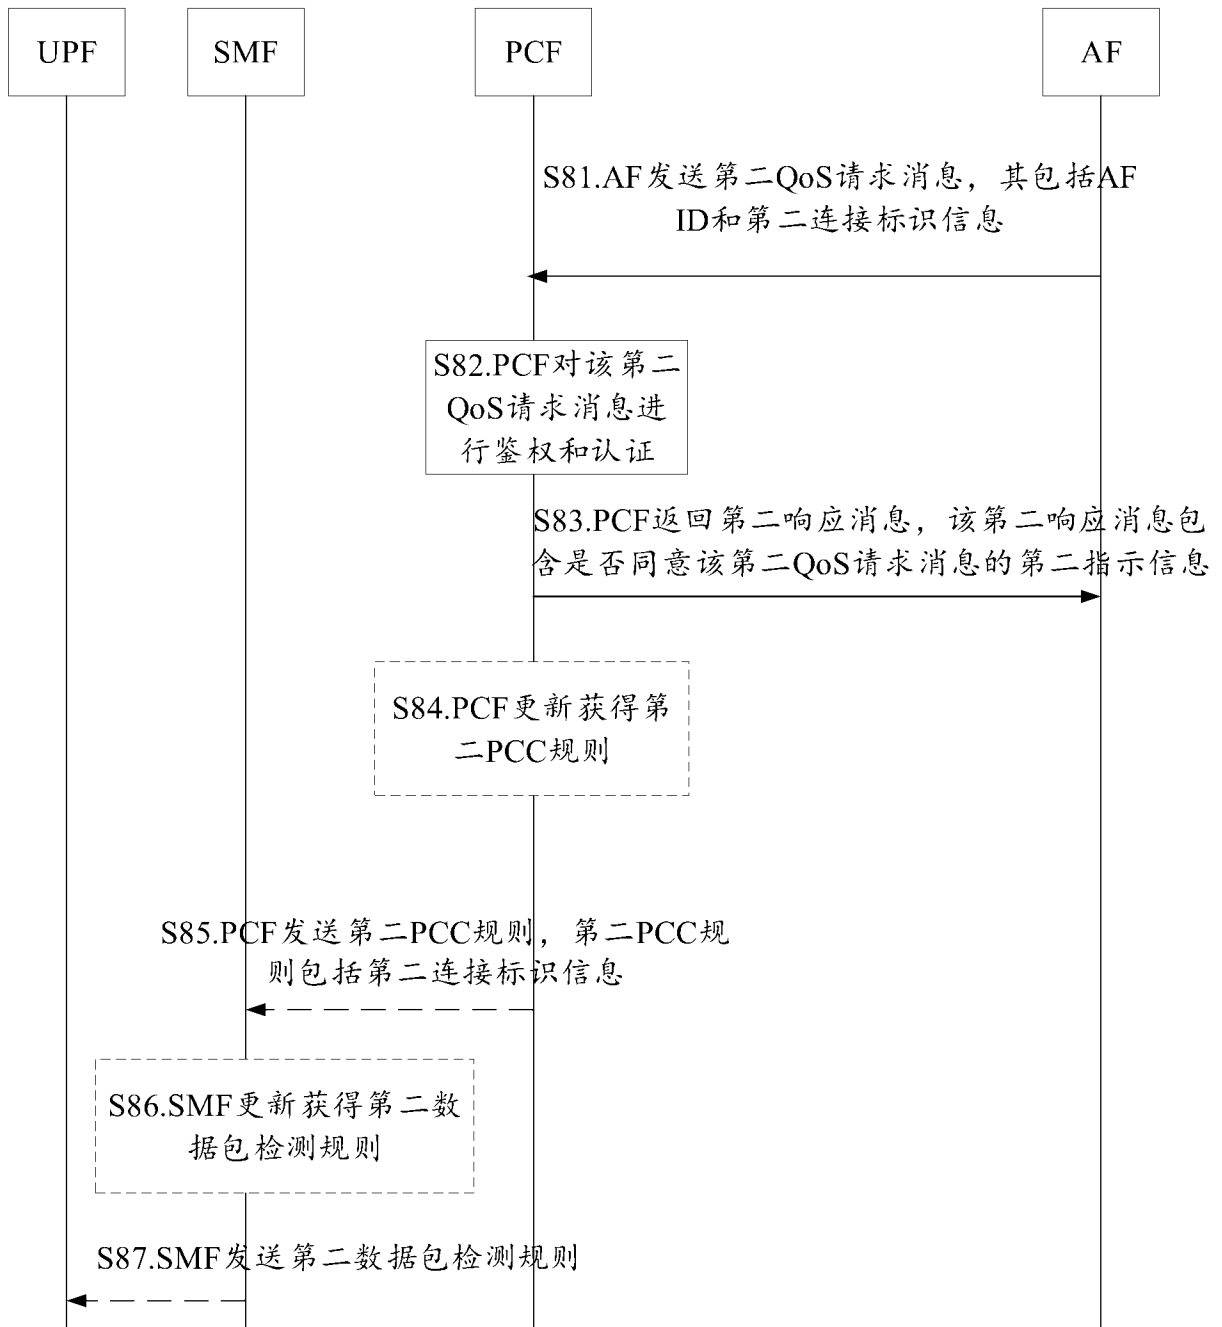 UPF
SMF
PCF
AF
S81.AF发送第二QoS请求消息，其包括AF
ID和第二连接标识信息
S82.PCF对该第二
QoS请求消息进
行鉴权和认证
S83.PCF返回第二响应消息，该第二响应消息包
含是否同意该第二QoS请求消息的第二指示信息
S84.PCF更新获得第
二PCC规则
S85.PCF发送第二PCC规则，第二PCC规
则包括第二连接标识信息
S86.SMF更新获得第二数
据包检测规则
S87.SMF发送第二数据包检测规则